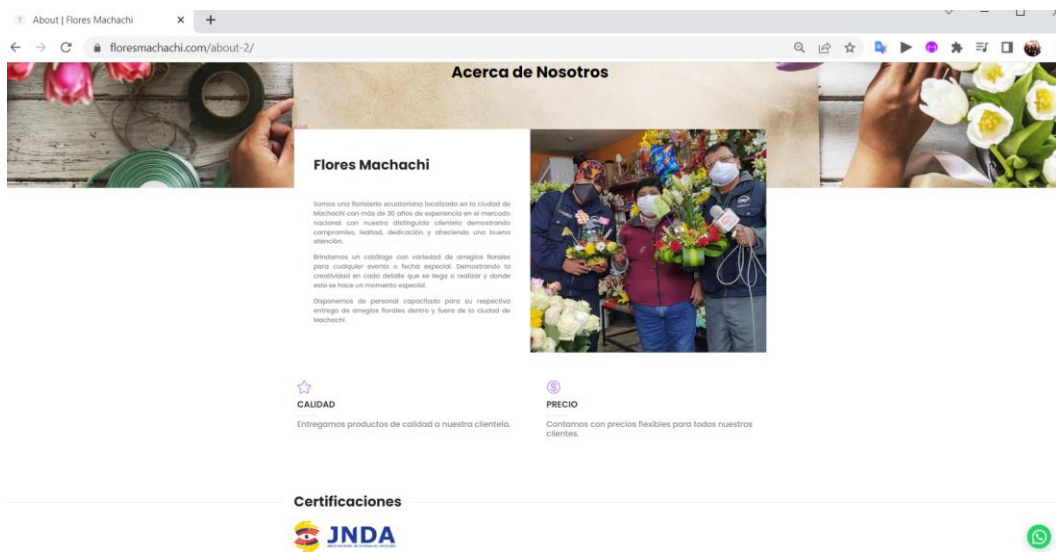 About | Flores Machachi
floresmachachi.com/about-2/
Acerca de Nosotros
Flores Machachi
Somos una floristería ecuatoriana localizada en la ciudad de
Machachi con más de 30 años de experiencia en el mercado
nacional con nuestra distinguida clientela demostrando
compromiso, lealtad, dedicación y ofreciendo una buena
atención.
Brindamos un catálogo con variedad de arreglos florales
para cualquier evento o fecha especial. Demostrando la
creatividad en cada detalle que se llega a realizar y donde
esto se hace un momento especial.
Disponemos de personal capacitado para su respectiva
entrega de arreglos florales dentro y fuera de la ciudad de
Machachi.
CALIDAD
Entregamos productos de calidad a nuestra clientela.
PRECIO
Contamos con precios flexibles para todos nuestros
clientes.
Certificaciones
JNDA